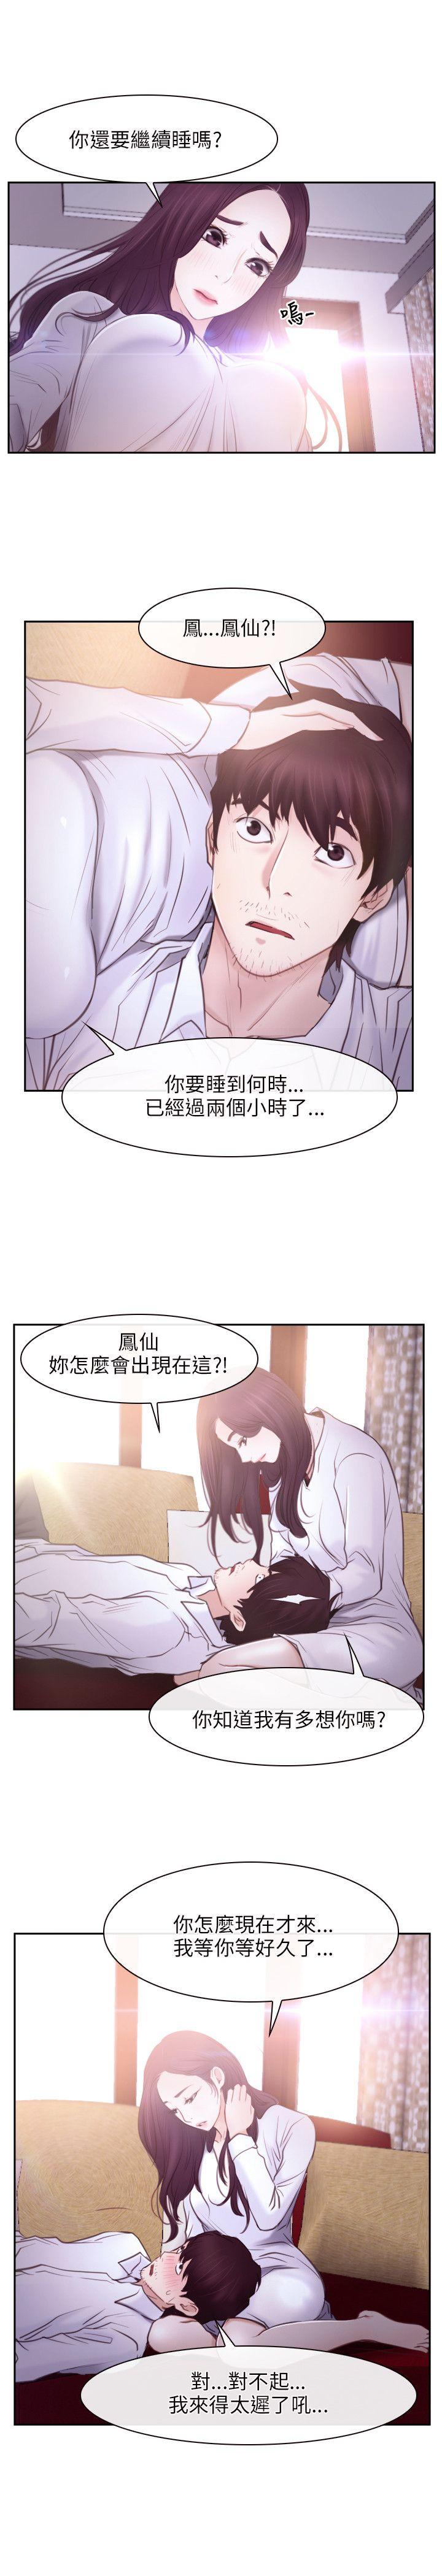 你還要繼續睡嗎?
嗚-
鳳...鳳仙?!
你要睡到何時...
已經過兩個小時了...
鳳仙
妳怎麼會出現在這?!
你知道我有多想你嗎?
你怎麼現在才來...
我等你等好久了...
對...對不起...
我來得太遲了吼...